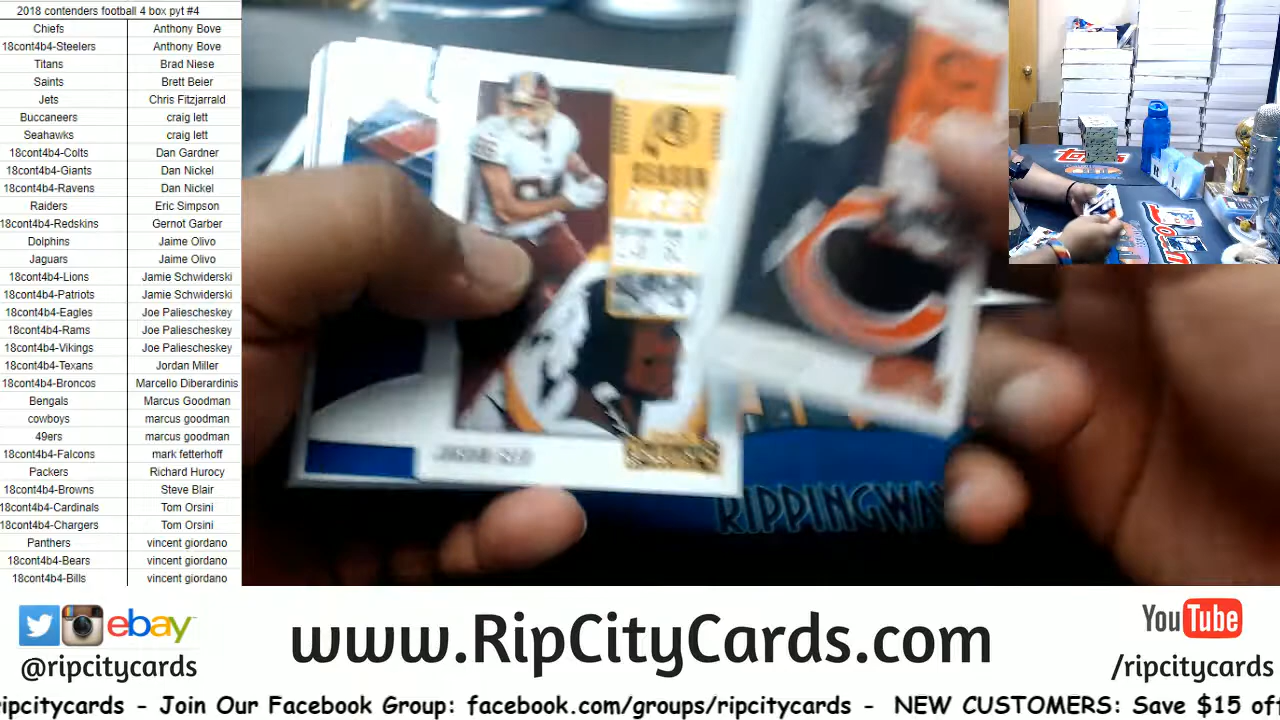 2018 contenders football 4 box pyt #4
Chiefs Anthony Bove
18cont4b4-Steelers Anthony Bove
Titans Brad Niese
Saints Brett Beier
Jets Chris Fitzjarrald
Buccaneers craig lett
Seahawks craig lett
18cont4b4-Colts Dan Gardner
18cont4b4-Giants Dan Nickel
18cont4b4-Ravens Dan Nickel
Raiders Eric Simpson
18cont4b4-Redskins Gernot Garber
Dolphins Jaime Olivo
Jaguars Jaime Olivo
18cont4b4-Lions Jamie Schwiderski
18cont4b4-Patriots Jamie Schwiderski
18cont4b4-Eagles Joe Paliescheskey
18cont4b4-Rams Joe Paliescheskey
18cont4b4-Vikings Joe Paliescheskey
18cont4b4-Texans Jordan Miller
18cont4b4-Broncos Marcello Diberardinis
Bengals Marcus Goodman
cowboys marcus goodman
49ers marcus goodman
18cont4b4-Falcons mark fetterhoff
Packers Richard Hurocy
18cont4b4-Browns Steve Blair
18cont4b4-Cardinals Tom Orsini
18cont4b4-Chargers Tom Orsini
Panthers vincent giordano
18cont4b4-Bears vincent giordano
18cont4b4-Bills vincent giordano
SEASON
TICKET
RIPPINGWA
ebay
@ripcitycards
www.RipCityCards.com
YouTube
/ripcitycards
ripcitycards - Join Our Facebook Group: facebook.com/groups/ripcitycards - NEW CUSTOMERS: Save $15 off